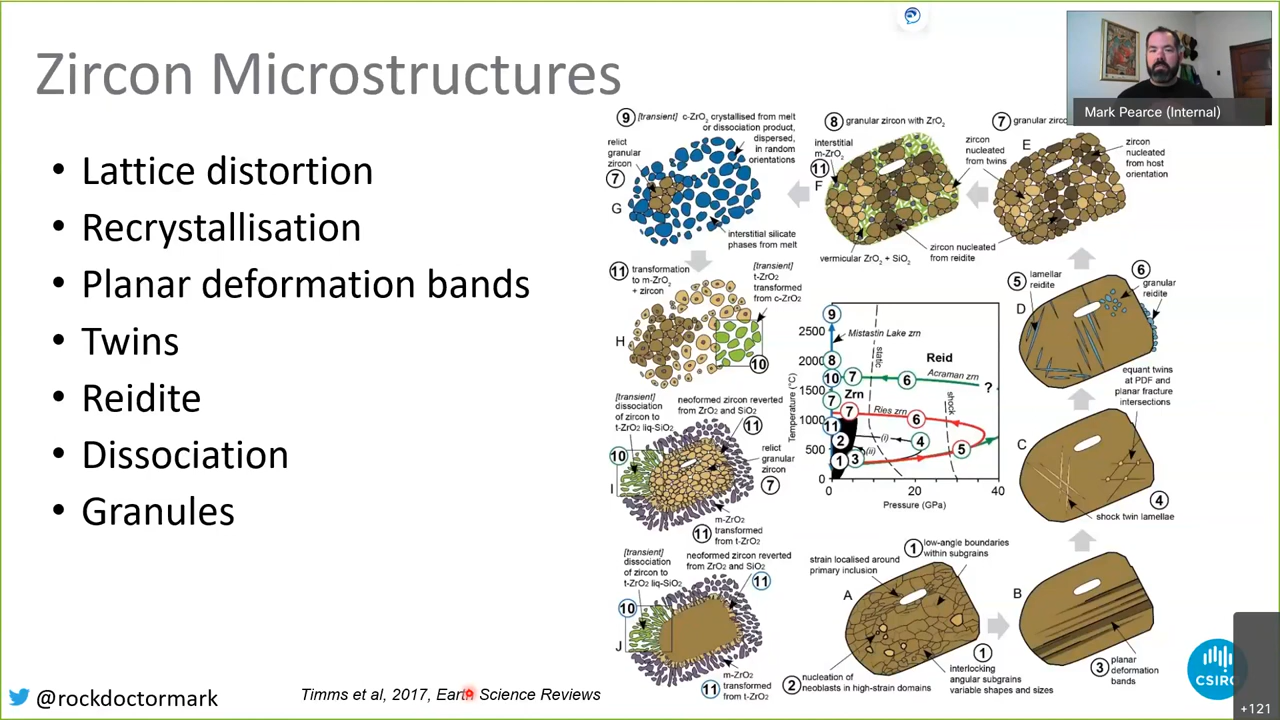 Zircon Microstructures
• Lattice distortion
• Recrystallisation
• Planar deformation bands
• Twins
• Reidite
• Dissociation
• Granules
@rockdoctormark
Timms et al, 2017, Earth Science Reviews
Mark Pearce (Internal)
9
[transient] c-ZrO2 crystallised from melt
or dissociation product,
dispersed,
in random
orientations
relict
granular
zircon
7
G
interstitial silicate
phases from melt
8
granular zircon with ZrO2
interstitial
m-ZrO2
11
F
vermicular ZrO2 + SiO2
zircon
nucleated
from twins
zircon nucleated
from reidite
7
granular zirco
E
zircon
nucleated
from host
orientation
11
transformation
to m-ZrO2
+ zircon
[transient]
t-ZrO2
transformed
from c-ZrO2
H
10
5
lamellar
reidite
6
granular
reidite
D
equant twins
at PDF and
planar fracture
intersections
C
4
shock twin lamellae
9
2500
Mistastin Lake zrn
static
8
2000
Reid
10
7
6
Acraman zrn
?
1500
7
Zrn
7
Ries zrn
6
shock
1000
11
2
(i)
4
500
1
3
(ii)
5
0
0
20
40
Temperature (°C)
Pressure (GPa)
[transient]
dissociation
of zircon to
t-ZrO2 liq-SiO2
10
I
neoformed zircon reverted
from ZrO2 and SiO2
11
relict
granular
zircon
7
11
m-ZrO2
transformed
from t-ZrO2
[transient]
dissociation
of zircon to
t-ZrO2 liq-SiO2
10
J
neoformed zircon reverted
from ZrO2 and SiO2
11
11
m-ZrO2
transformed
from t-ZrO2
strain localised around
primary inclusion
1
low-angle boundaries
within subgrains
A
2
nucleation of
neoblasts in high-strain domains
1
interlocking
angular subgrains
variable shapes and sizes
B
3
planar
deformation
bands
CSIRO
+121